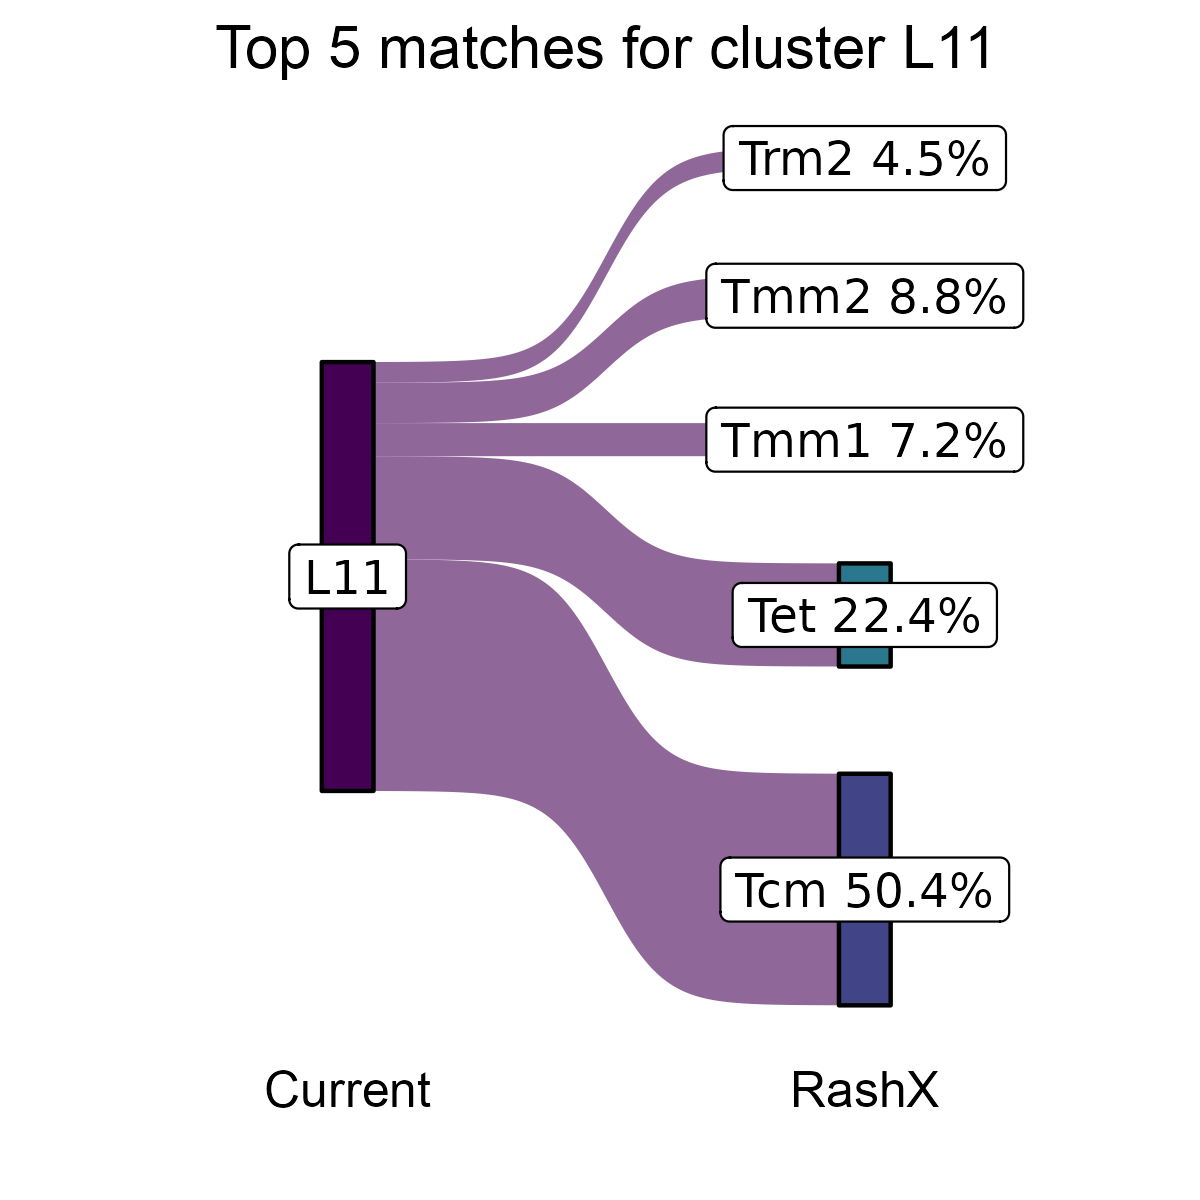 Top 5 matches for cluster L11
Trm2 4.5%
Tmm2 8.8%
Tmm1 7.2%
L11
Tet 22.4%
Tcm 50.4%
Current
RashX